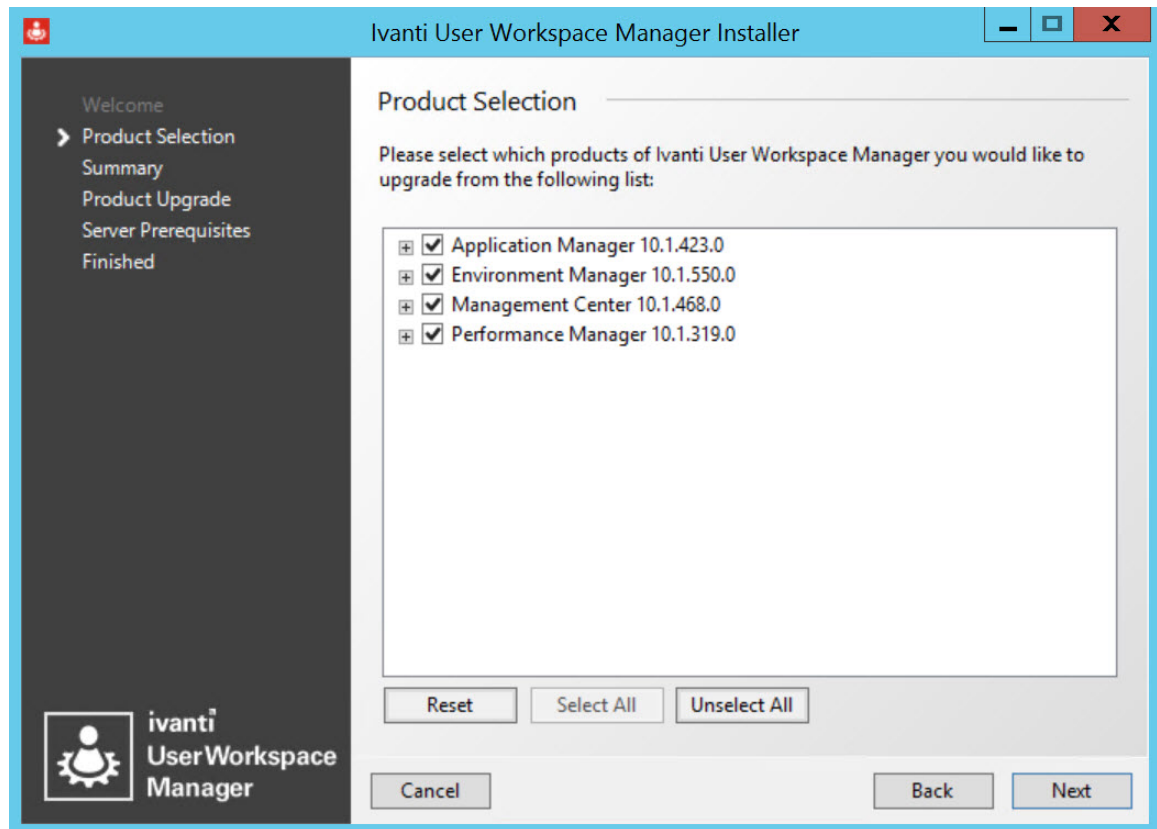 Ivanti User Workspace Manager Installer
Welcome
Product Selection
Summary
Product Upgrade
Server Prerequisites
Finished
Product Selection
Please select which products of Ivanti User Workspace Manager you would like to
upgrade from the following list:
Application Manager 10.1.423.0
Environment Manager 10.1.550.0
Management Center 10.1.468.0
Performance Manager 10.1.319.0
Reset
Select All
Unselect All
ivanti
User Workspace
Manager
Cancel
Back
Next